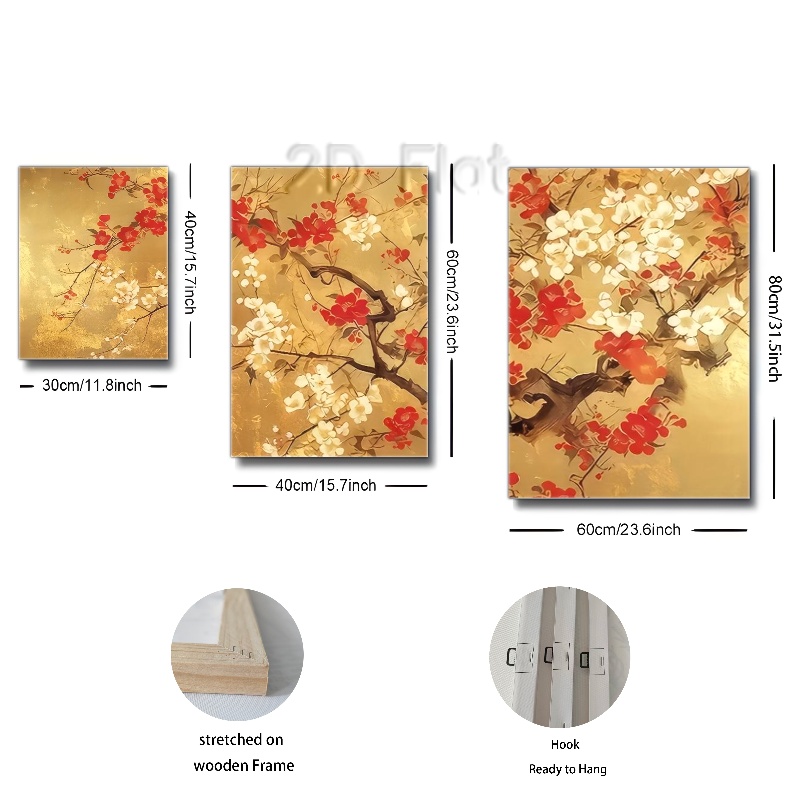 2D Flat
40cm/15.7inch
30cm/11.8inch
60cm/23.6inch
40cm/15.7inch
80cm/31.5inch
60cm/23.6inch
stretched on
wooden Frame
Hook
Ready to Hang